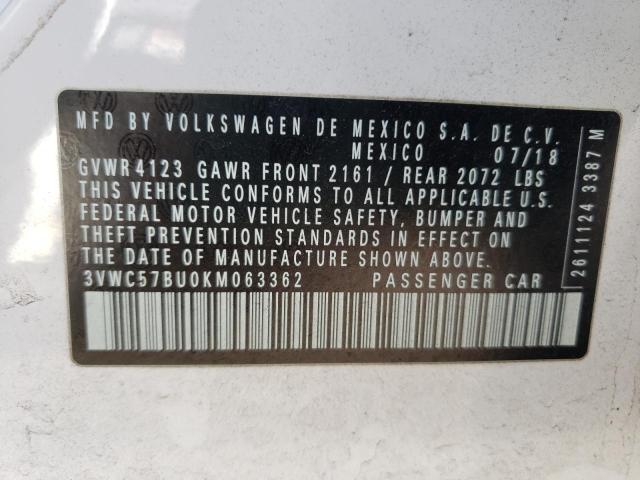 MFD BY VOLKSWAGEN DE MEXICO S.A. DE C.V.
MEXICO 07/18
GVWR 4123 GAWR FRONT 2161 / REAR 2072 LBS
THIS VEHICLE CONFORMS TO ALL APPLICABLE U.S.
FEDERAL MOTOR VEHICLE SAFETY, BUMPER AND
THEFT PREVENTION STANDARDS IN EFFECT ON
THE DATE OF MANUFACTURE SHOWN ABOVE
3VWC57BU0KM063362 PASSENGER CAR
2611124 3387 M